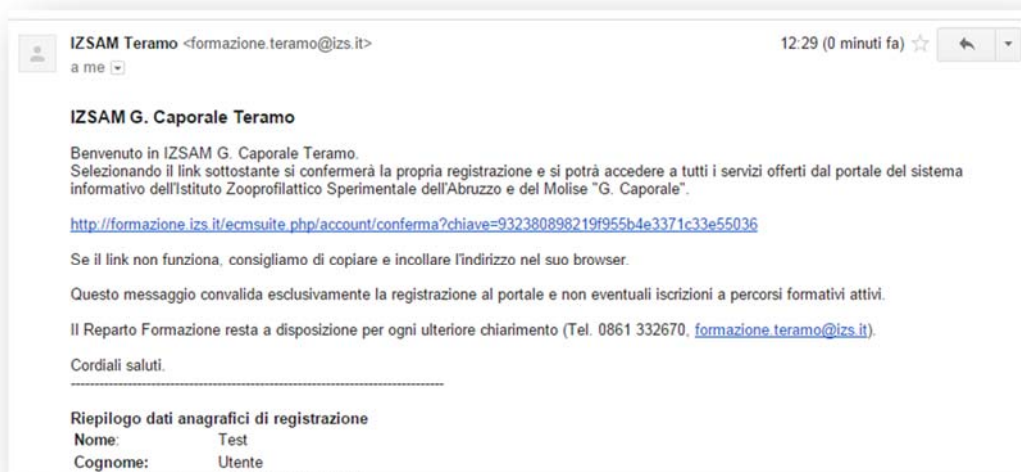 IZSAM Teramo <formazione.teramo@izs.it>
12:29 (0 minuti fa)
a me
IZSAM G. Caporale Teramo
Benvenuto in IZSAM G. Caporale Teramo.
Selezionando il link sottostante si confermerà la propria registrazione e si potrà accedere a tutti i servizi offerti dal portale del sistema
informativo dell'Istituto Zooprofilattico Sperimentale dell'Abruzzo e del Molise "G. Caporale".
http://formazione.izs.it/ecmsuite.php/account/conferma?chiave=932380898219f955b4e3371c33e55036
Se il link non funziona, consigliamo di copiare e incollare l'indirizzo nel suo browser.
Questo messaggio convalida esclusivamente la registrazione al portale e non eventuali iscrizioni a percorsi formativi attivi.
Il Reparto Formazione resta a disposizione per ogni ulteriore chiarimento (Tel. 0861 332670, formazione.teramo@izs.it).
Cordiali saluti.
--------------------------------------------------------------------------------
Riepilogo dati anagrafici di registrazione
Nome: Test
Cognome: Utente